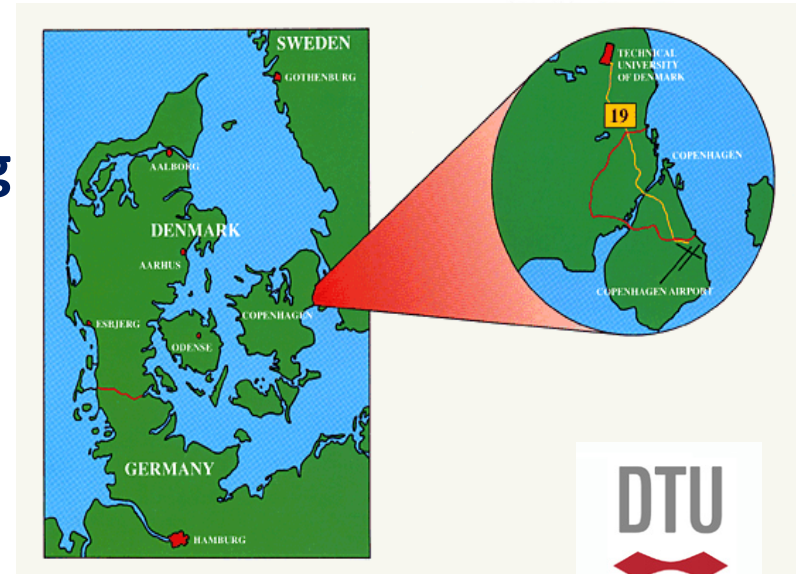 g
SWEDEN
GOTHENBURG
AALBORG
DENMARK
AARHUS
ESBJERG
ODENSE
COPENHAGEN
GERMANY
HAMBURG
TECHNICAL
UNIVERSITY
OF DENMARK
19
COPENHAGEN
COPENHAGEN AIRPORT
DTU